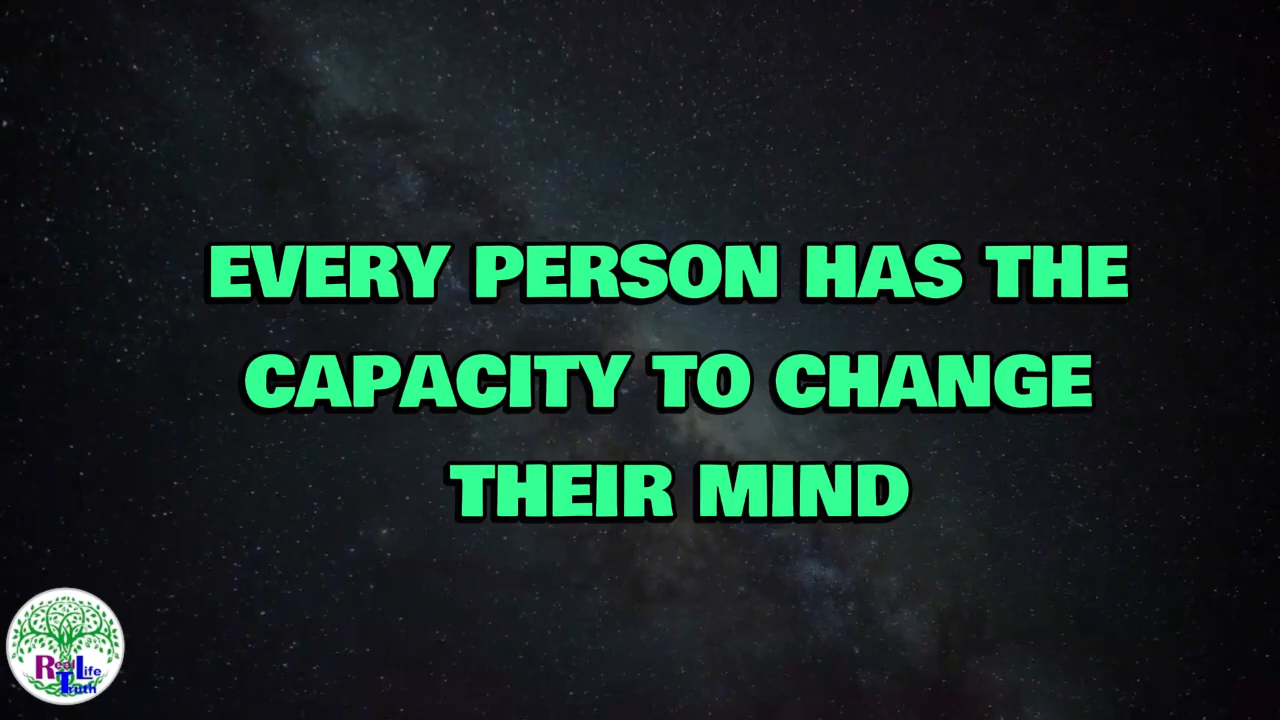 EVERY PERSON HAS THE
CAPACITY TO CHANGE
THEIR MIND
Real Life
Truth